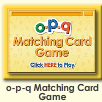 o-p-q
Matching Card
Game
Click HERE to Play.
o-p-q Matching Card
Game